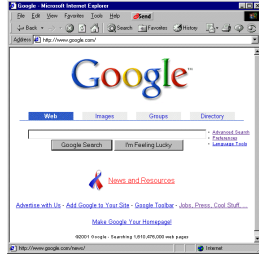 Google - Microsoft Internet Explorer
File Edit View Favorites Tools Help Send
Back Search Favorites History
Address http://www.google.com/
Google
Web Images Groups Directory
Advanced Search
Preferences
Language Tools
Google Search I'm Feeling Lucky
News and Resources
Advertise with Us - Add Google to Your Site - Google Toolbar - Jobs, Press, Cool Stuff, ...
Make Google Your Homepage!
©2001 Google - Searching 1,610,476,000 web pages
http://www.google.com/news/ Internet